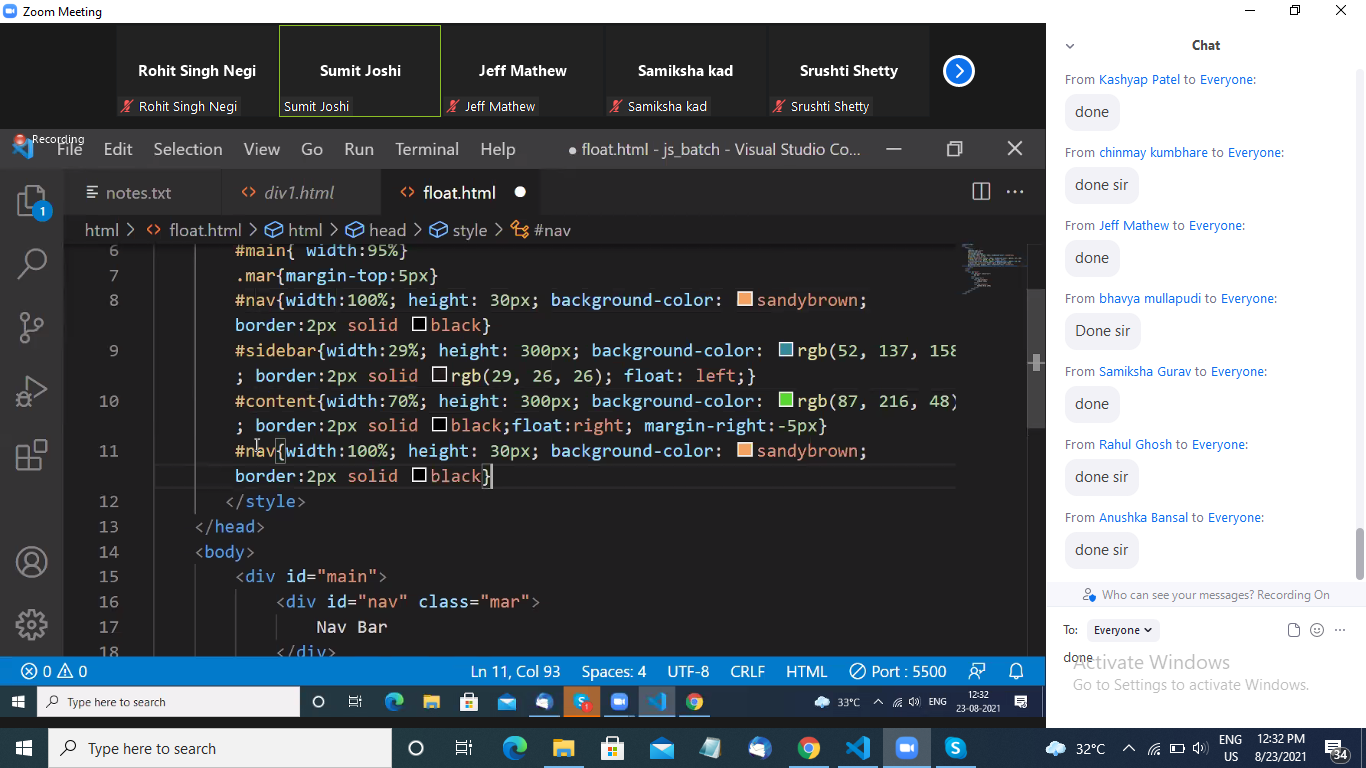 Zoom Meeting
Rohit Singh Negi
Sumit Joshi
Jeff Mathew
Samiksha kad
Srushti Shetty
Rohit Singh Negi
Sumit Joshi
Jeff Mathew
Samiksha kad
Srushti Shetty
Recording
File Edit Selection View Go Run Terminal Help ● float.html - js_batch - Visual Studio Co...
notes.txt div1.html float.html
html > float.html > html > head > style > #nav
1
6 #main{ width:95%}
7 .mar{margin-top:5px}
8 #nav{width:100%; height: 30px; background-color: sandybrown;
border:2px solid black}
9 #sidebar{width:29%; height: 300px; background-color: rgb(52, 137, 158
; border:2px solid rgb(29, 26, 26); float: left;}
10 #content{width:70%; height: 300px; background-color: rgb(87, 216, 48)
; border:2px solid black;float:right; margin-right:-5px}
11 #nav{width:100%; height: 30px; background-color: sandybrown;
border:2px solid black}
12 </style>
13 </head>
14 <body>
15 <div id="main">
16 <div id="nav" class="mar">
17 Nav Bar
18 </div>
0 0 Ln 11, Col 93 Spaces: 4 UTF-8 CRLF HTML Port : 5500
Type here to search 33°C ENG 12:32
23-08-2021
Chat
From Kashyap Patel to Everyone:
done
From chinmay kumbhare to Everyone:
done sir
From Jeff Mathew to Everyone:
done
From bhavya mullapudi to Everyone:
Done sir
From Samiksha Gurav to Everyone:
done
From Rahul Ghosh to Everyone:
done sir
From Anushka Bansal to Everyone:
done sir
Who can see your messages? Recording On
To: Everyone
done
Activate Windows
Go to Settings to activate Windows.
Type here to search 32°C ENG 12:32 PM
US 8/23/2021 34